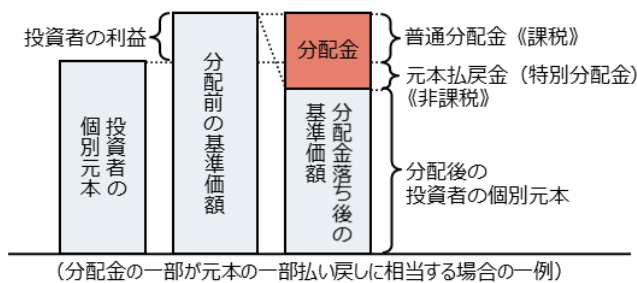 投資者の利益
投資者の
個別元本
分配前の基準価額
分配金
分配金落ち後の
基準価額
普通分配金《課税》
元本払戻金（特別分配金）
《非課税》
分配後の
投資者の個別元本
（分配金の一部が元本の一部払い戻しに相当する場合の一例）